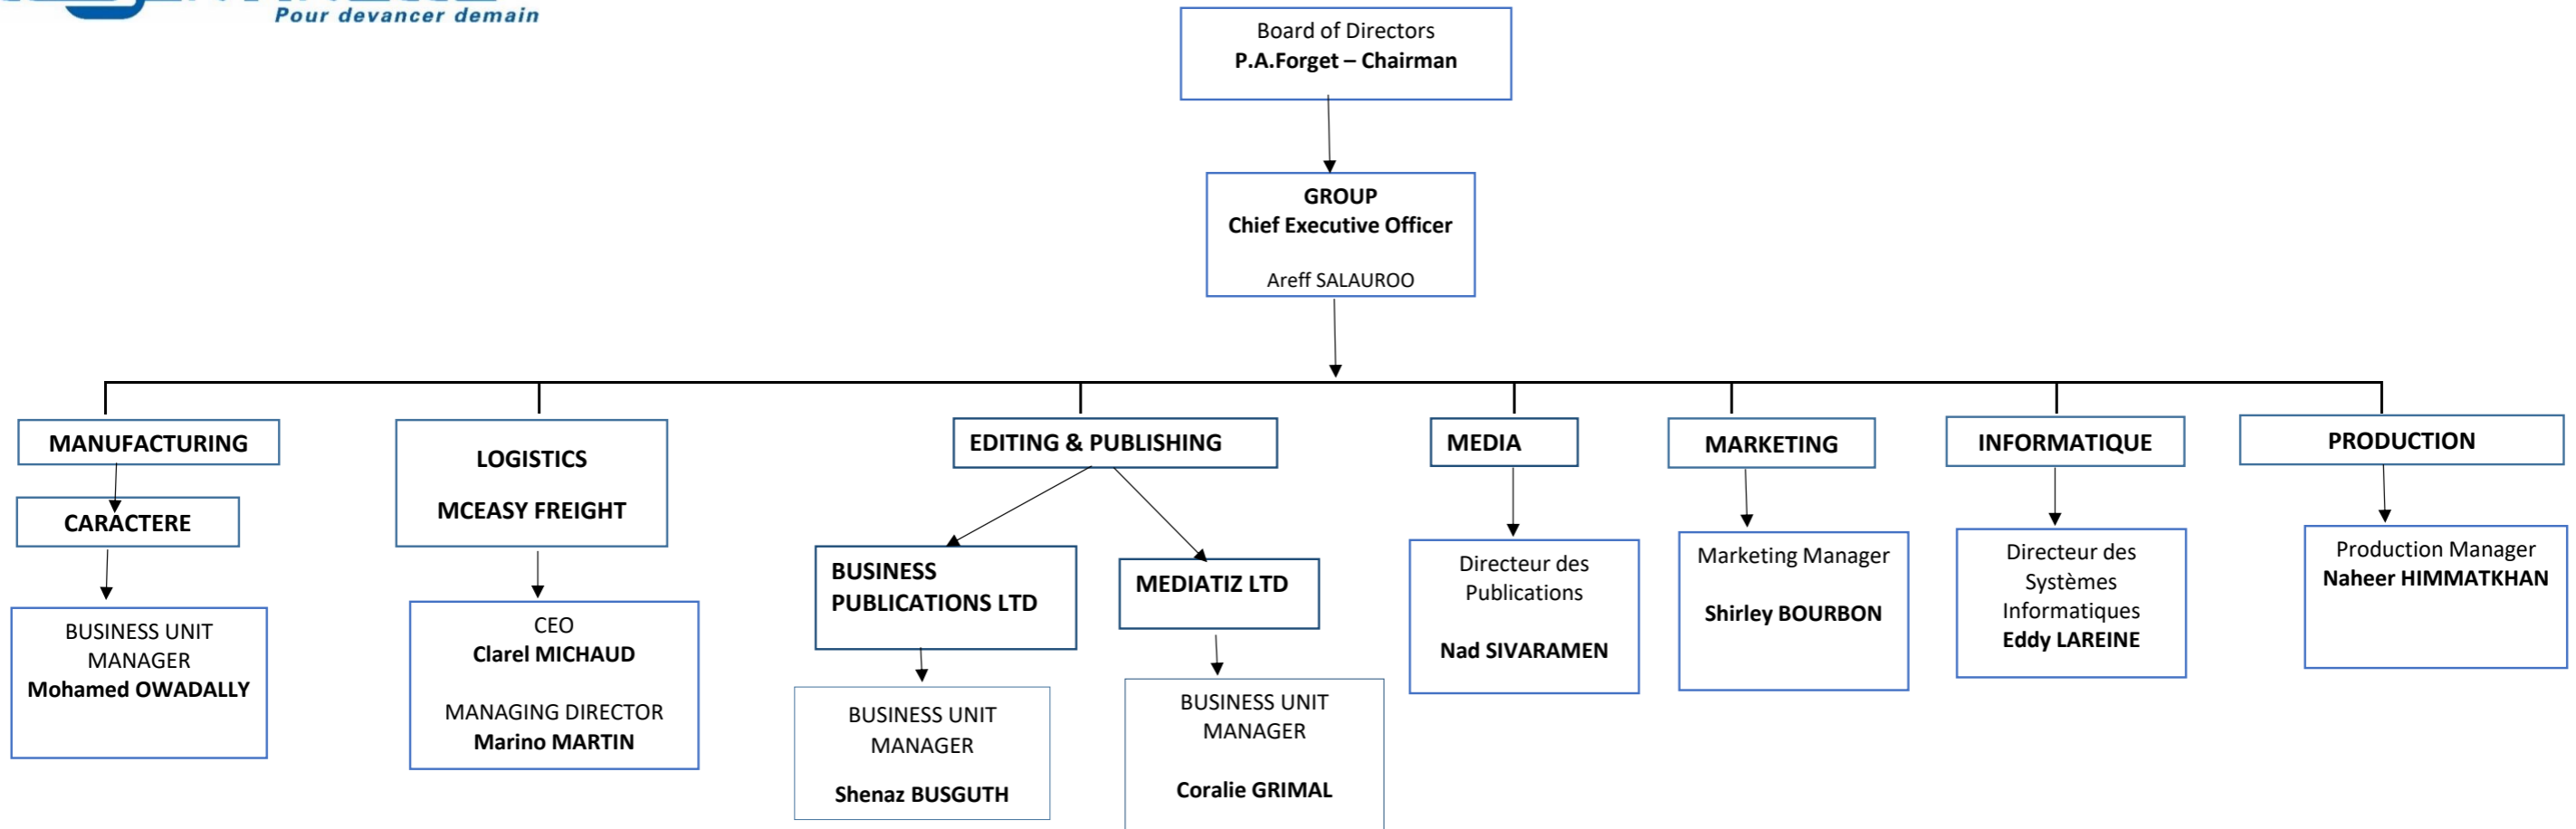 Pour devancer demain
Board of Directors
P.A.Forget – Chairman
GROUP
Chief Executive Officer
Areff SALAUROO
MANUFACTURING
CARACTERE
BUSINESS UNIT
MANAGER
Mohamed OWADALLY
LOGISTICS
MCEASY FREIGHT
CEO
Clarel MICHAUD
MANAGING DIRECTOR
Marino MARTIN
EDITING & PUBLISHING
BUSINESS
PUBLICATIONS LTD
BUSINESS UNIT
MANAGER
Shenaz BUSGUTH
MEDIATIZ LTD
BUSINESS UNIT
MANAGER
Coralie GRIMAL
MEDIA
Directeur des
Publications
Nad SIVARAMEN
MARKETING
Marketing Manager
Shirley BOURBON
INFORMATIQUE
Directeur des
Systèmes
Informatiques
Eddy LAREINE
PRODUCTION
Production Manager
Naheer HIMMATKHAN